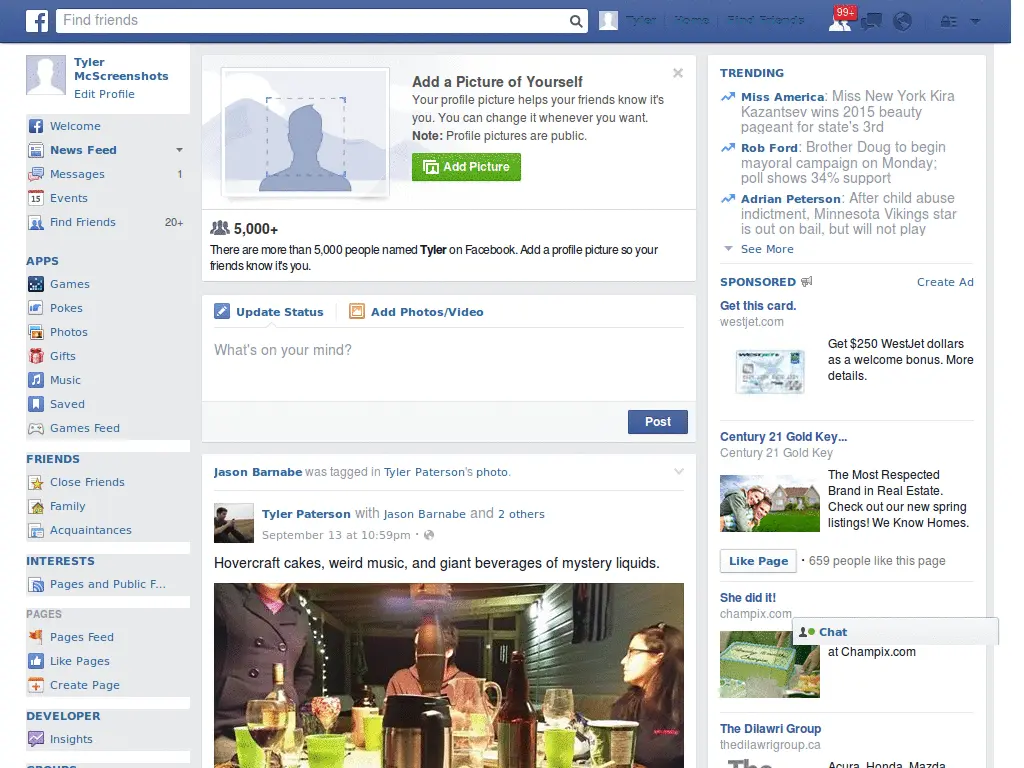 f
Find friends
Tyler
Home
Find Friends
99+
Tyler
McScreenshots
Edit Profile
Welcome
News Feed
Messages 1
Events
Find Friends 20+
APPS
Games
Pokes
Photos
Gifts
Music
Saved
Games Feed
FRIENDS
Close Friends
Family
Acquaintances
INTERESTS
Pages and Public F...
PAGES
Pages Feed
Like Pages
Create Page
DEVELOPER
Insights
Add a Picture of Yourself
Your profile picture helps your friends know it's
you. You can change it whenever you want.
Note: Profile pictures are public.
Add Picture
5,000+
There are more than 5,000 people named Tyler on Facebook. Add a profile picture so your
friends know it's you.
Update Status
Add Photos/Video
What's on your mind?
Post
Jason Barnabe was tagged in Tyler Paterson's photo.
Tyler Paterson with Jason Barnabe and 2 others
September 13 at 10:59pm ·
Hovercraft cakes, weird music, and giant beverages of mystery liquids.
TRENDING
Miss America: Miss New York Kira
Kazantsev wins 2015 beauty
pageant for state's 3rd
Rob Ford: Brother Doug to begin
mayoral campaign on Monday;
poll shows 34% support
Adrian Peterson: After child abuse
indictment, Minnesota Vikings star
is out on bail, but will not play
See More
SPONSORED
Create Ad
Get this card.
westjet.com
WESTJET
Get $250 WestJet dollars
as a welcome bonus. More
details.
Century 21 Gold Key...
Century 21 Gold Key
The Most Respected
Brand in Real Estate.
Check out our new spring
listings! We Know Homes.
Like Page · 659 people like this page
She did it!
champix.com
Chat
at Champix.com
The Dilawri Group
thedilawrigroup.ca
The
Acura, Honda, Mazda